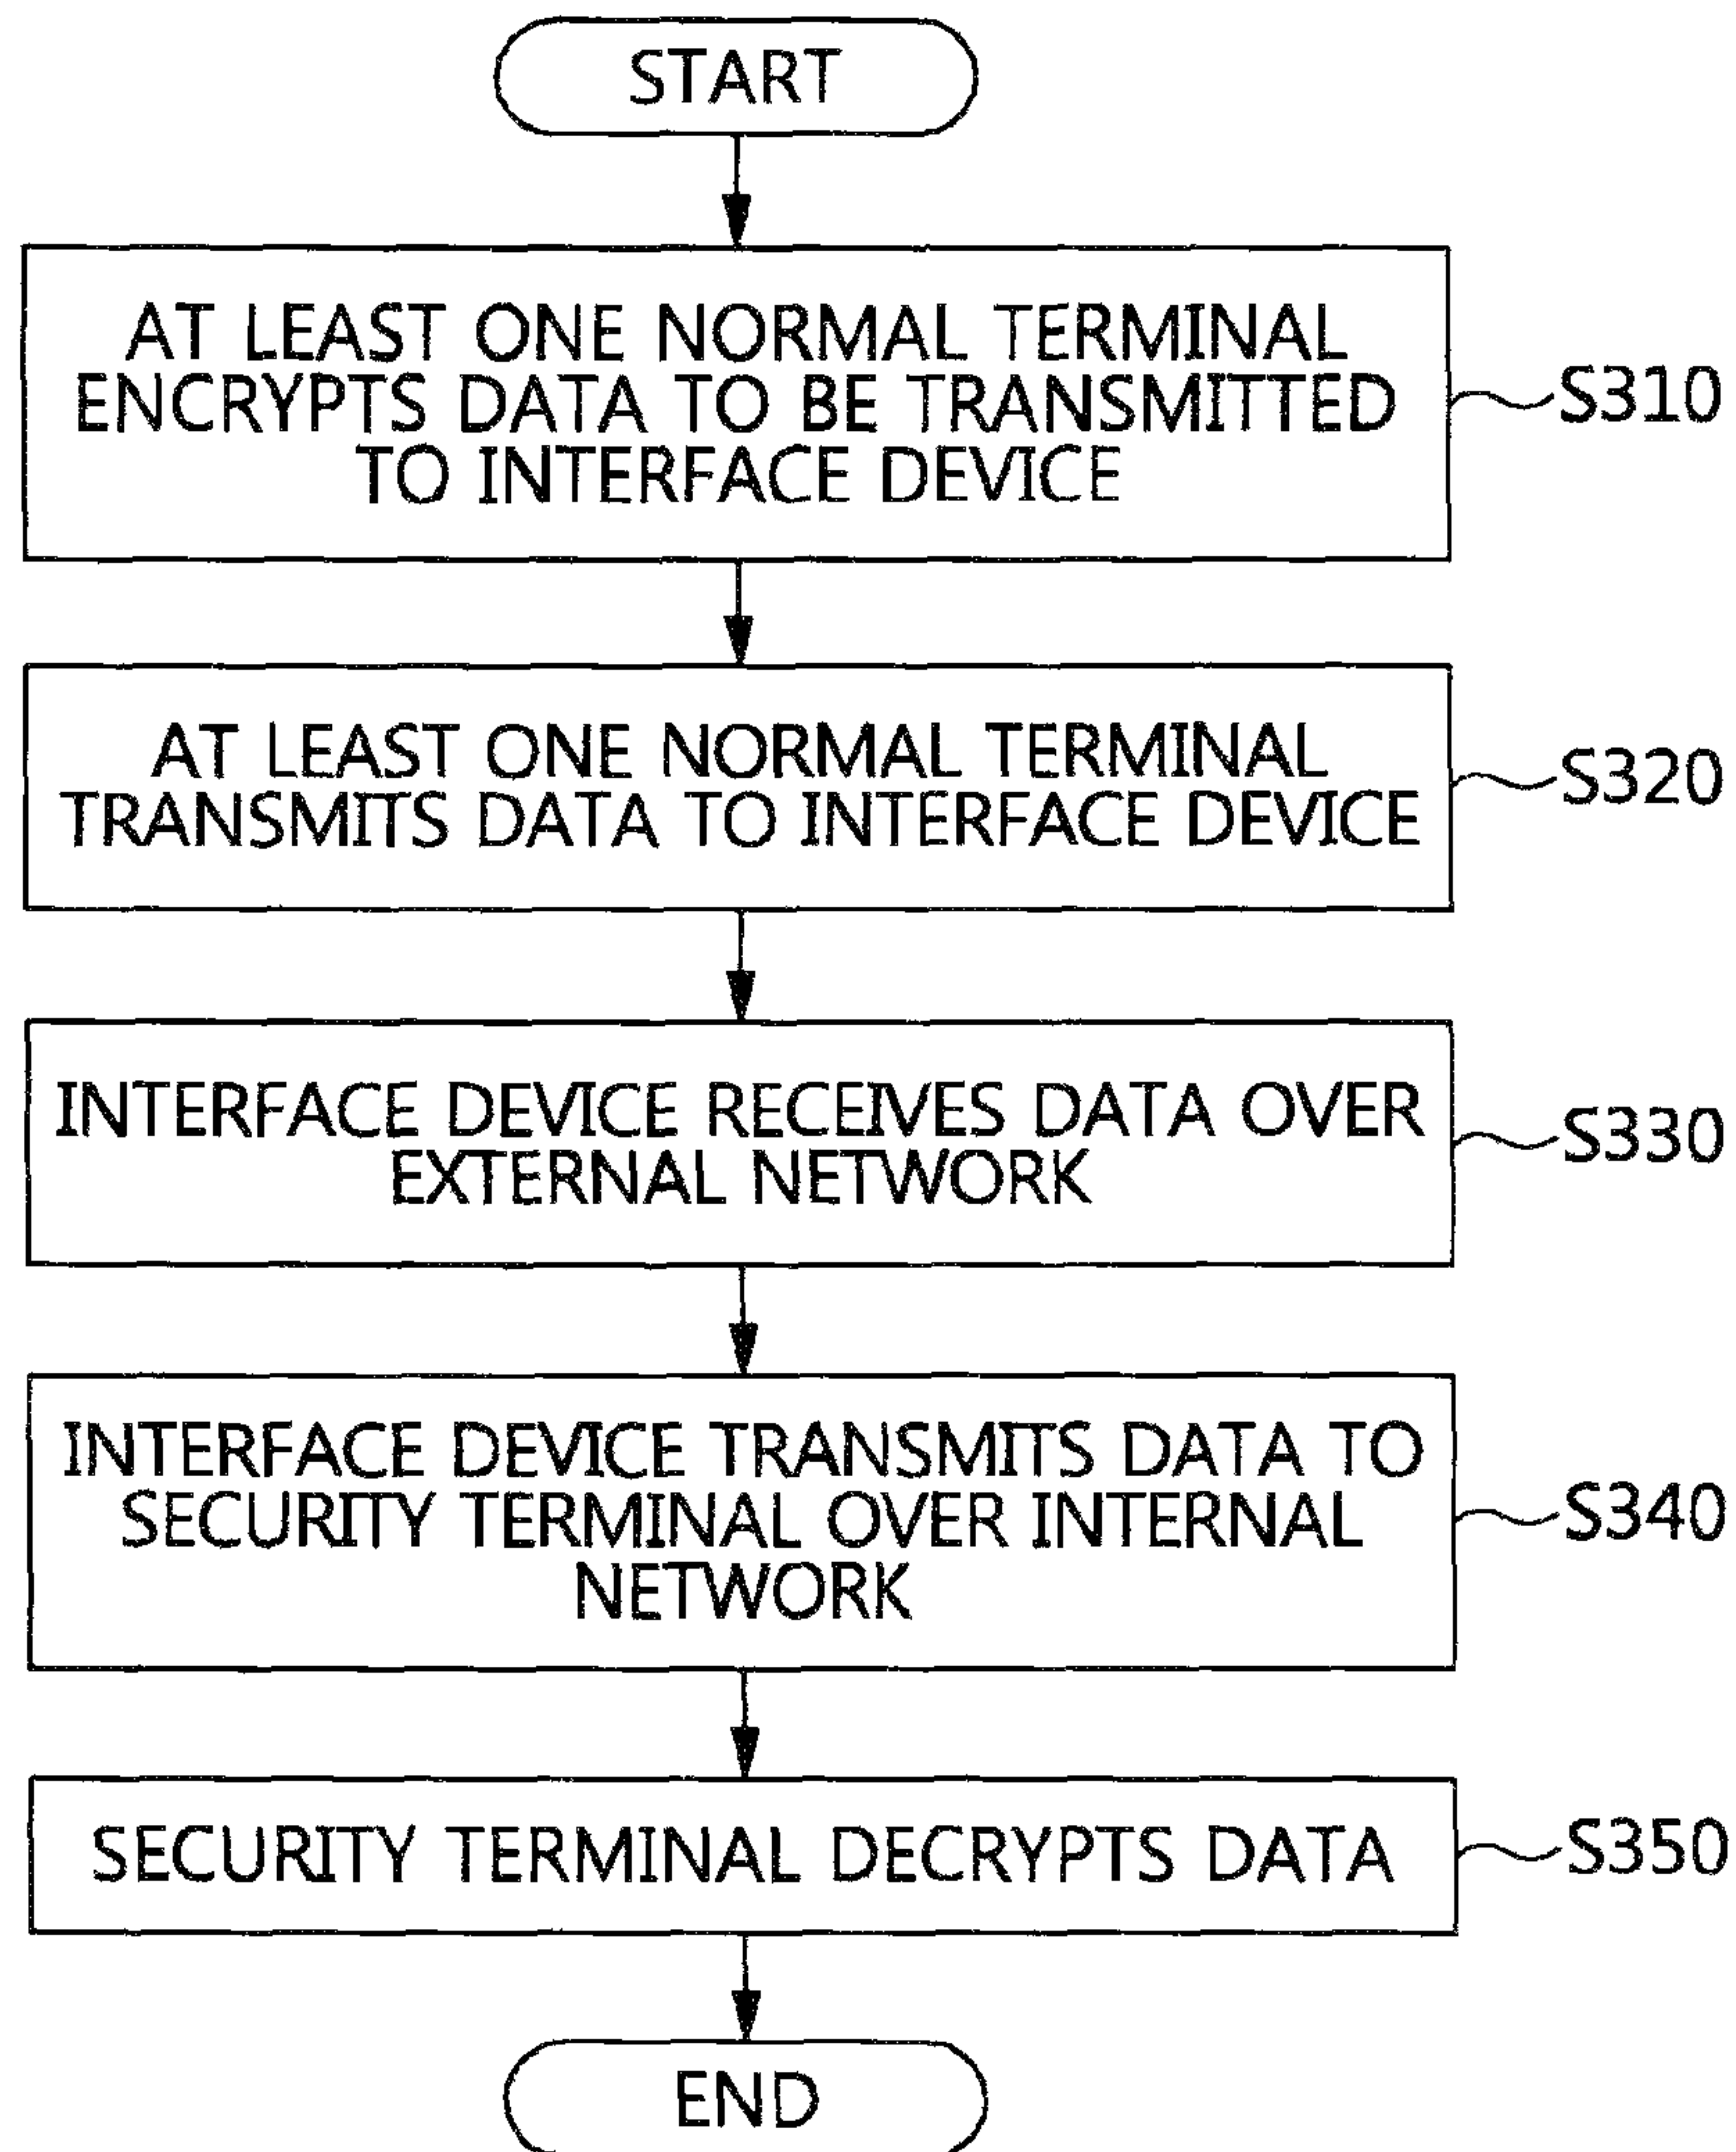 START
AT LEAST ONE NORMAL TERMINAL
ENCRYPTS DATA TO BE TRANSMITTED
TO INTERFACE DEVICE
S310
AT LEAST ONE NORMAL TERMINAL
TRANSMITS DATA TO INTERFACE DEVICE
S320
INTERFACE DEVICE RECEIVES DATA OVER
EXTERNAL NETWORK
S330
INTERFACE DEVICE TRANSMITS DATA TO
SECURITY TERMINAL OVER INTERNAL
NETWORK
S340
SECURITY TERMINAL DECRYPTS DATA
S350
END